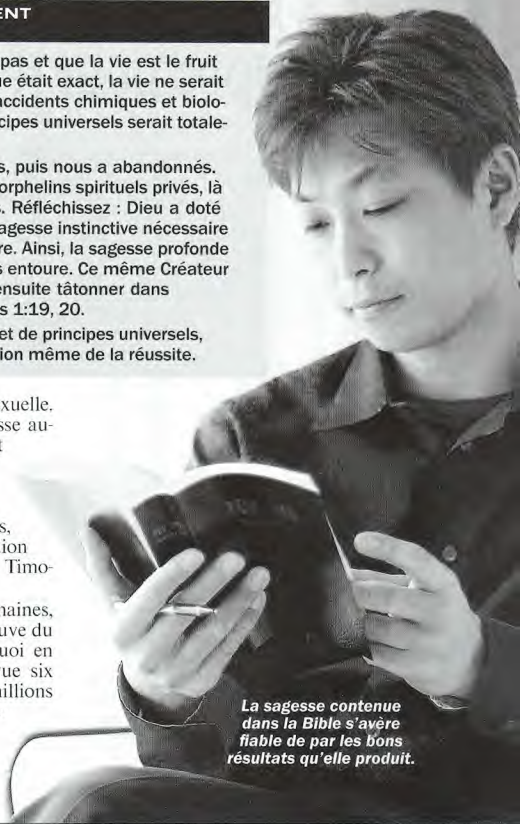 ENT
pas et que la vie est le fruit
ue était exact, la vie ne serait
accidents chimiques et biolo-
cipes universels serait totale-
s, puis nous a abandonnés.
orphelins spirituels privés, là
s. Réfléchissez : Dieu a doté
agesse instinctive nécessaire
re. Ainsi, la sagesse profonde
s entoure. Ce même Créateur
ensuite tâtonner dans
s 1:19, 20.
et de principes universels,
ion même de la réussite.
xuelle.
sse au-
t
s,
ion
Timo-
naines,
uve du
uoi en
ue six
illions
La sagesse contenue
dans la Bible s'avère
fiable de par les bons
résultats qu'elle produit.